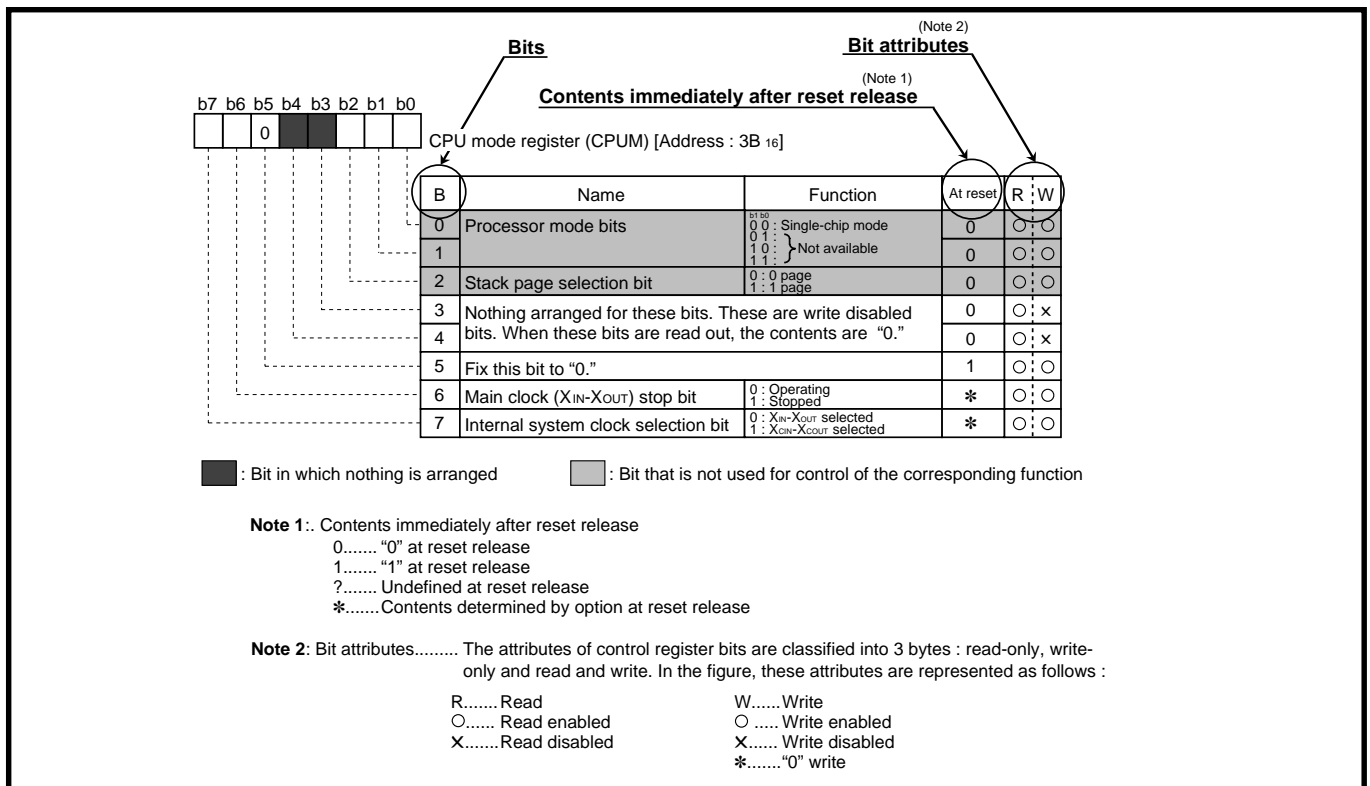 (Note 2)
Bits
Bit attributes
(Note 1)
Contents immediately after reset release
b7 b6 b5 b4 b3 b2 b1 b0
0
CPU mode register (CPUM) [Address : 3B 16]
B Name Function At reset R W
0 Processor mode bits b1 b0 0 ○ ○
0 0 : Single-chip mode
0 1 :
1 1 0 : } Not available 0 ○ ○
1 1 :
2 Stack page selection bit 0 : 0 page 0 ○ ○
1 : 1 page
3 Nothing arranged for these bits. These are write disabled 0 ○ ×
4 bits. When these bits are read out, the contents are “0.” 0 ○ ×
5 Fix this bit to “0.” 1 ○ ○
6 Main clock (XIN-XOUT) stop bit 0 : Operating ✻ ○ ○
1 : Stopped
7 Internal system clock selection bit 0 : XIN-XOUT selected ✻ ○ ○
1 : XCIN-XCOUT selected
: Bit in which nothing is arranged : Bit that is not used for control of the corresponding function
Note 1:. Contents immediately after reset release
0....... “0” at reset release
1....... “1” at reset release
?....... Undefined at reset release
✻.......Contents determined by option at reset release
Note 2: Bit attributes......... The attributes of control register bits are classified into 3 bytes : read-only, write-
only and read and write. In the figure, these attributes are represented as follows :
R.......Read W......Write
○...... Read enabled ○ ..... Write enabled
×.......Read disabled ×...... Write disabled
✻.......“0” write